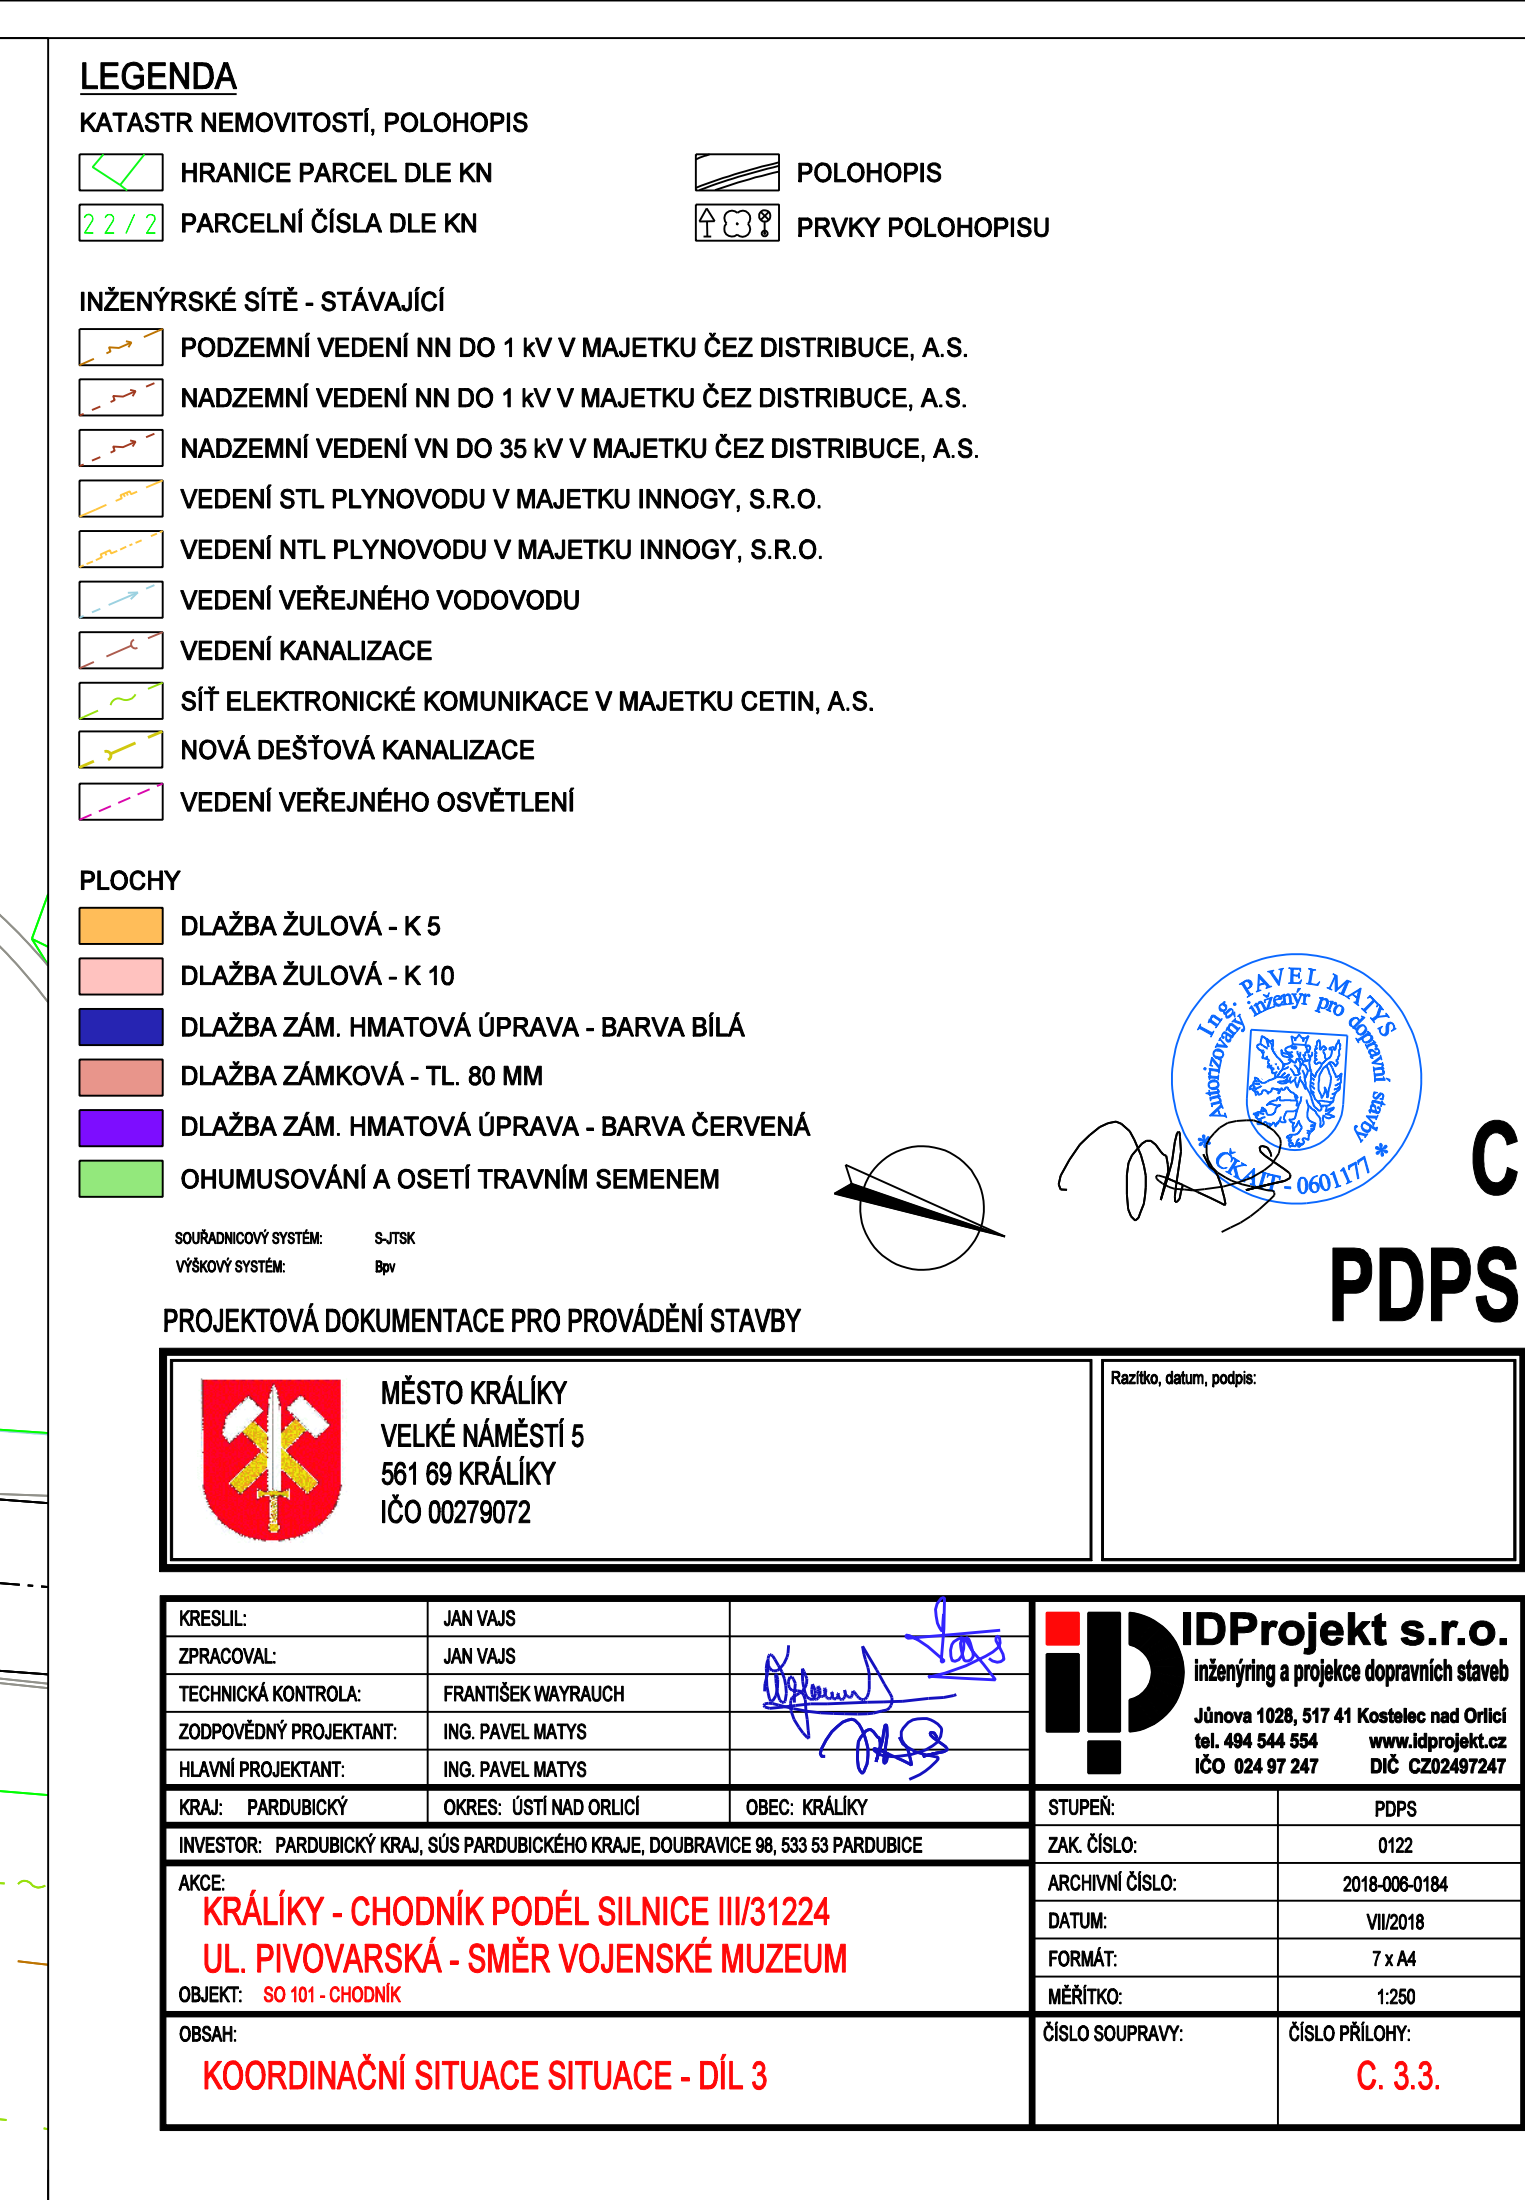 LEGENDA
KATASTR NEMOVITOSTÍ, POLOHOPIS
HRANICE PARCEL DLE KN
POLOHOPIS
22/2 PARCELNÍ ČÍSLA DLE KN
PRVKY POLOHOPISU
INŽENÝRSKÉ SÍTĚ - STÁVAJÍCÍ
PODZEMNÍ VEDENÍ NN DO 1 kV V MAJETKU ČEZ DISTRIBUCE, A.S.
NADZEMNÍ VEDENÍ NN DO 1 kV V MAJETKU ČEZ DISTRIBUCE, A.S.
NADZEMNÍ VEDENÍ VN DO 35 kV V MAJETKU ČEZ DISTRIBUCE, A.S.
VEDENÍ STL PLYNOVODU V MAJETKU INNOGY, S.R.O.
VEDENÍ NTL PLYNOVODU V MAJETKU INNOGY, S.R.O.
VEDENÍ VEŘEJNÉHO VODOVODU
VEDENÍ KANALIZACE
SÍŤ ELEKTRONICKÉ KOMUNIKACE V MAJETKU CETIN, A.S.
NOVÁ DEŠŤOVÁ KANALIZACE
VEDENÍ VEŘEJNÉHO OSVĚTLENÍ
PLOCHY
DLAŽBA ŽULOVÁ - K 5
DLAŽBA ŽULOVÁ - K 10
DLAŽBA ZÁM. HMATOVÁ ÚPRAVA - BARVA BÍLÁ
DLAŽBA ZÁMKOVÁ - TL. 80 MM
DLAŽBA ZÁM. HMATOVÁ ÚPRAVA - BARVA ČERVENÁ
OHUMUSOVÁNÍ A OSETÍ TRAVNÍM SEMENEM
Ing. PAVEL MATYS
Autorizovaný inženýr pro dopravní stavby
* ČKAIT - 0601177 *
C
PDPS
SOUŘADNICOVÝ SYSTÉM: S-JTSK
VÝŠKOVÝ SYSTÉM: Bpv
PROJEKTOVÁ DOKUMENTACE PRO PROVÁDĚNÍ STAVBY
MĚSTO KRÁLÍKY
VELKÉ NÁMĚSTÍ 5
561 69 KRÁLÍKY
IČO 00279072
Razítko, datum, podpis:
KRESLIL: JAN VAJS
ZPRACOVAL: JAN VAJS
TECHNICKÁ KONTROLA: FRANTIŠEK WAYRAUCH
ZODPOVĚDNÝ PROJEKTANT: ING. PAVEL MATYS
HLAVNÍ PROJEKTANT: ING. PAVEL MATYS
IDProjekt s.r.o.
inženýring a projekce dopravních staveb
Jůnova 1028, 517 41 Kostelec nad Orlicí
tel. 494 544 554 www.idprojekt.cz
IČO 024 97 247 DIČ CZ02497247
KRAJ: PARDUBICKÝ OKRES: ÚSTÍ NAD ORLICÍ OBEC: KRÁLÍKY
INVESTOR: PARDUBICKÝ KRAJ, SÚS PARDUBICKÉHO KRAJE, DOUBRAVICE 98, 533 53 PARDUBICE
AKCE:
KRÁLÍKY - CHODNÍK PODÉL SILNICE III/31224
UL. PIVOVARSKÁ - SMĚR VOJENSKÉ MUZEUM
OBJEKT: SO 101 - CHODNÍK
OBSAH:
KOORDINAČNÍ SITUACE SITUACE - DÍL 3
STUPEŇ: PDPS
ZAK. ČÍSLO: 0122
ARCHIVNÍ ČÍSLO: 2018-006-0184
DATUM: VII/2018
FORMÁT: 7 x A4
MĚŘÍTKO: 1:250
ČÍSLO SOUPRAVY:
ČÍSLO PŘÍLOHY:
C. 3.3.